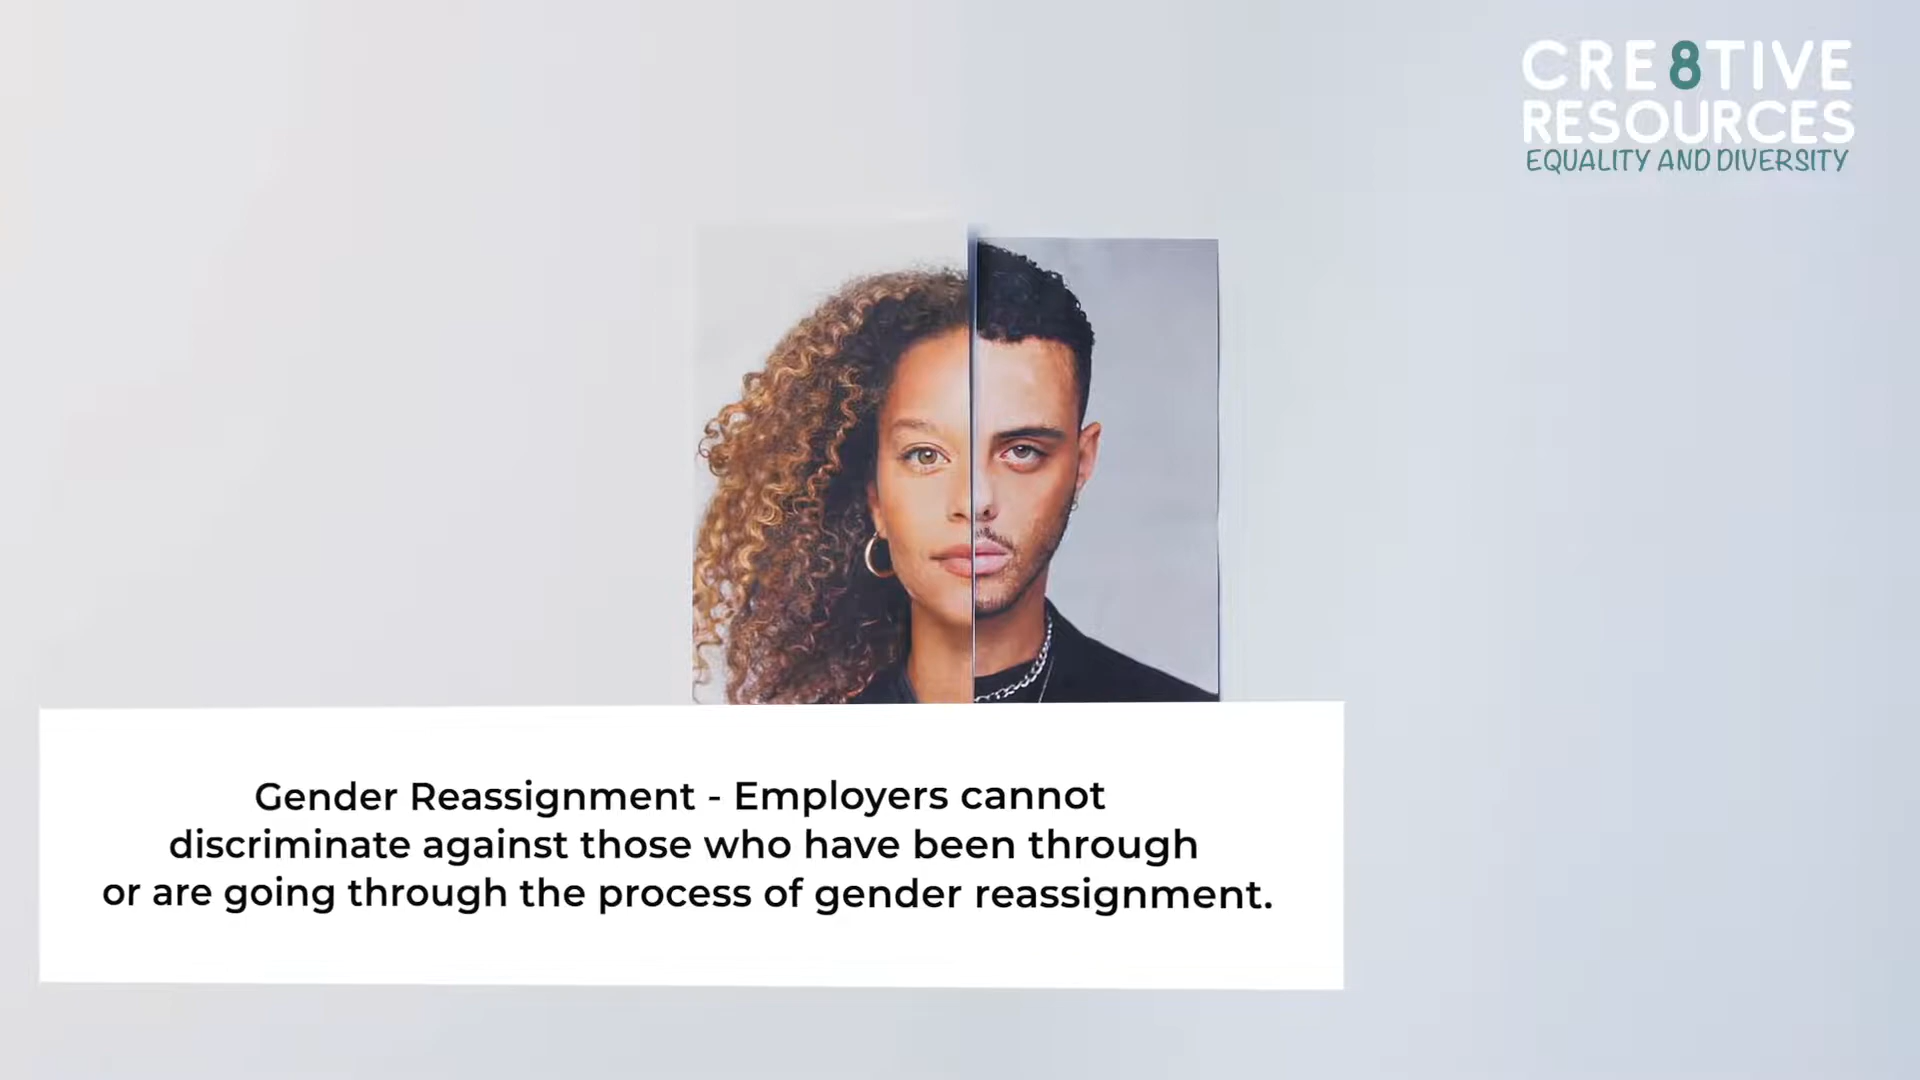 CRE8TIVE
RESOURCES
EQUALITY AND DIVERSITY
Gender Reassignment - Employers cannot
discriminate against those who have been through
or are going through the process of gender reassignment.